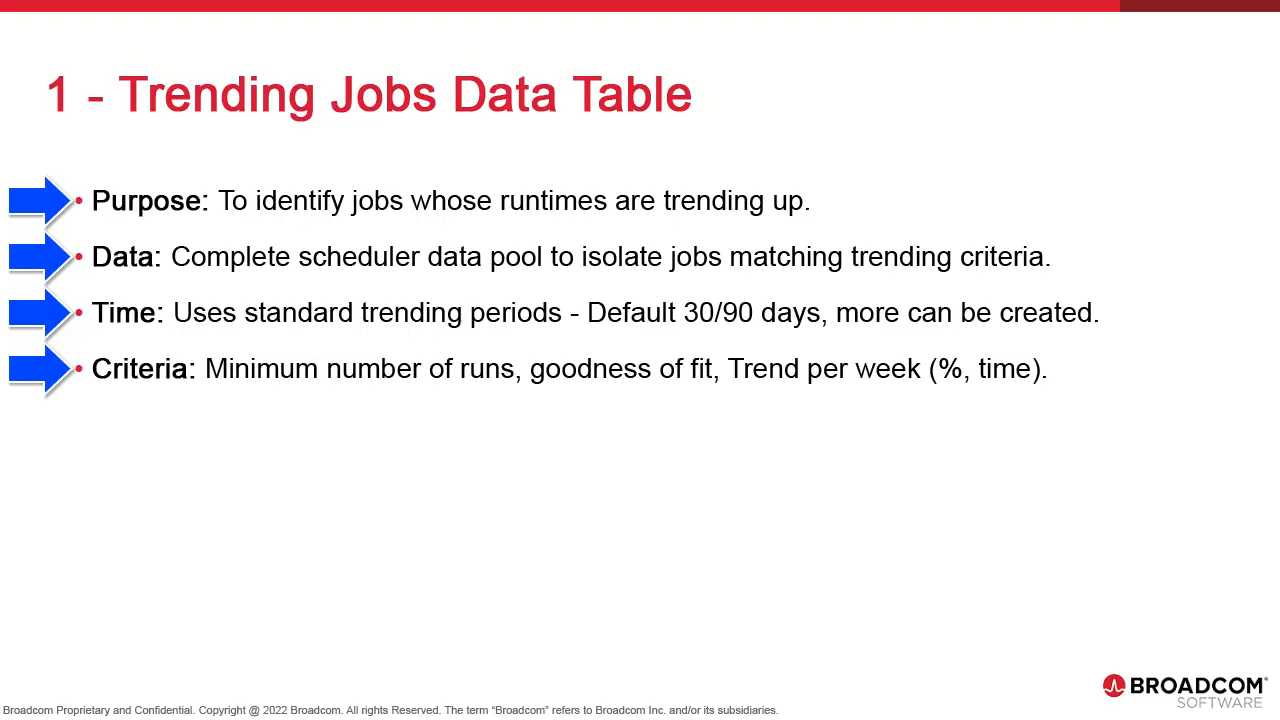 1 - Trending Jobs Data Table
• Purpose: To identify jobs whose runtimes are trending up.
• Data: Complete scheduler data pool to isolate jobs matching trending criteria.
• Time: Uses standard trending periods - Default 30/90 days, more can be created.
• Criteria: Minimum number of runs, goodness of fit, Trend per week (%, time).
BROADCOM®
SOFTWARE
Broadcom Proprietary and Confidential. Copyright @ 2022 Broadcom. All rights Reserved. The term “Broadcom” refers to Broadcom Inc. and/or its subsidiaries.